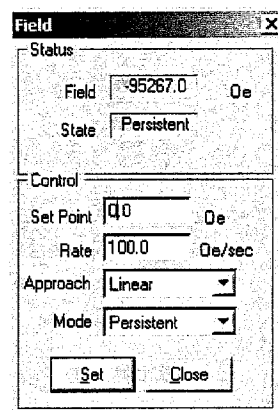 Field
Status
Field -95267.0 Oe
State Persistent
Control
Set Point 0.0 Oe
Rate 100.0 Oe/sec
Approach Linear
Mode Persistent
Set Close